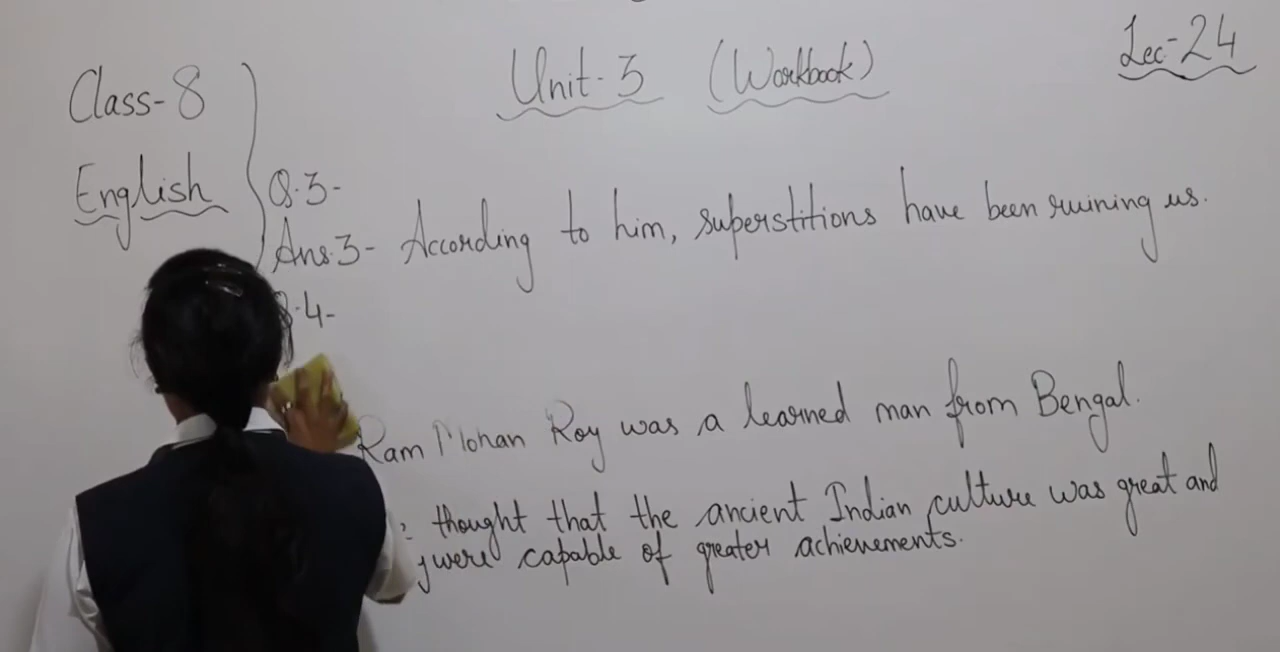 Unit-3 (Workbook)
Lec-24
Class-8
English
Q.3-
Ans.3- According to him, superstitions have been ruining us.
4-
Ram Mohan Roy was a learned man from Bengal.
thought that the ancient Indian culture was great and
were capable of greater achievements.